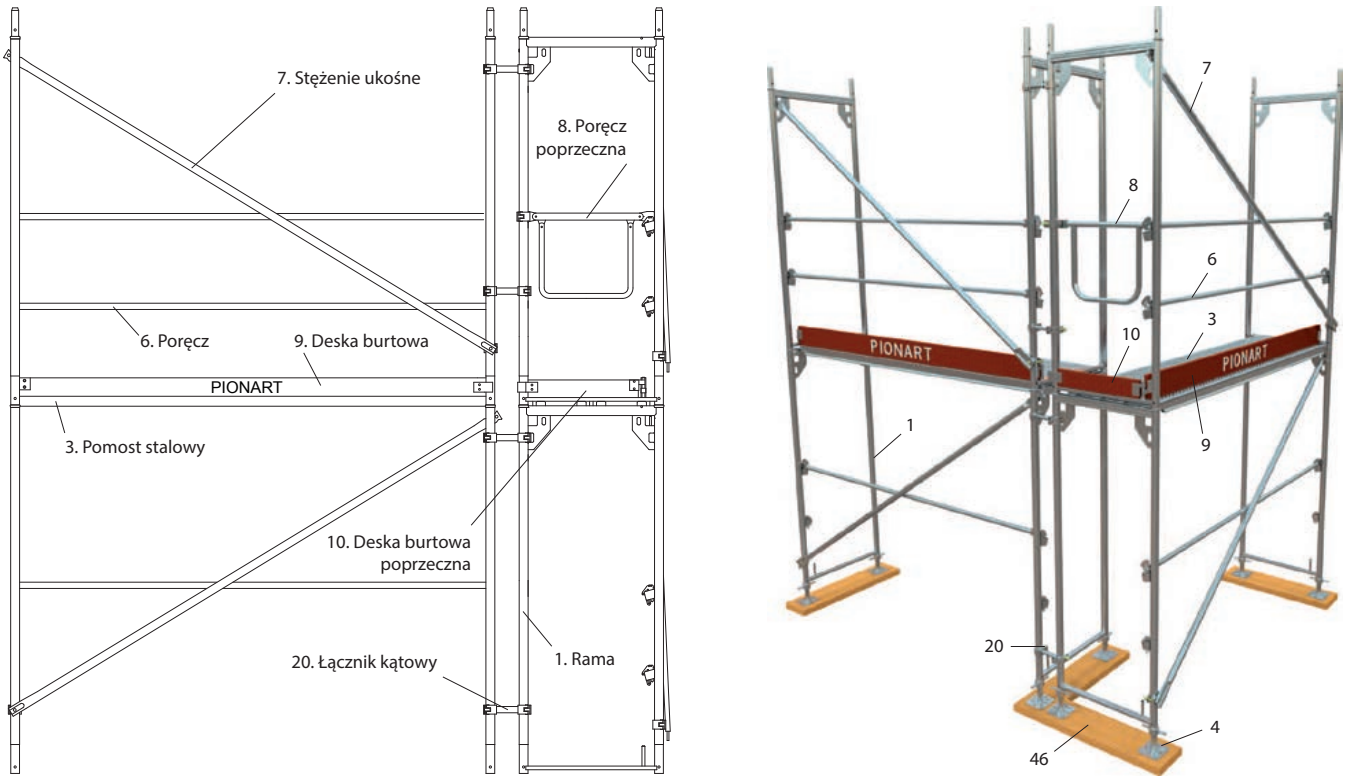 7. Stężenie ukośne
8. Poręcz
poprzeczna
6. Poręcz
9. Deska burtowa
PIONART
3. Pomost stalowy
10. Deska burtowa
poprzeczna
20. Łącznik kątowy
1. Rama
7
8
6
3
10
PIONART
PIONART
9
1
20
46
4